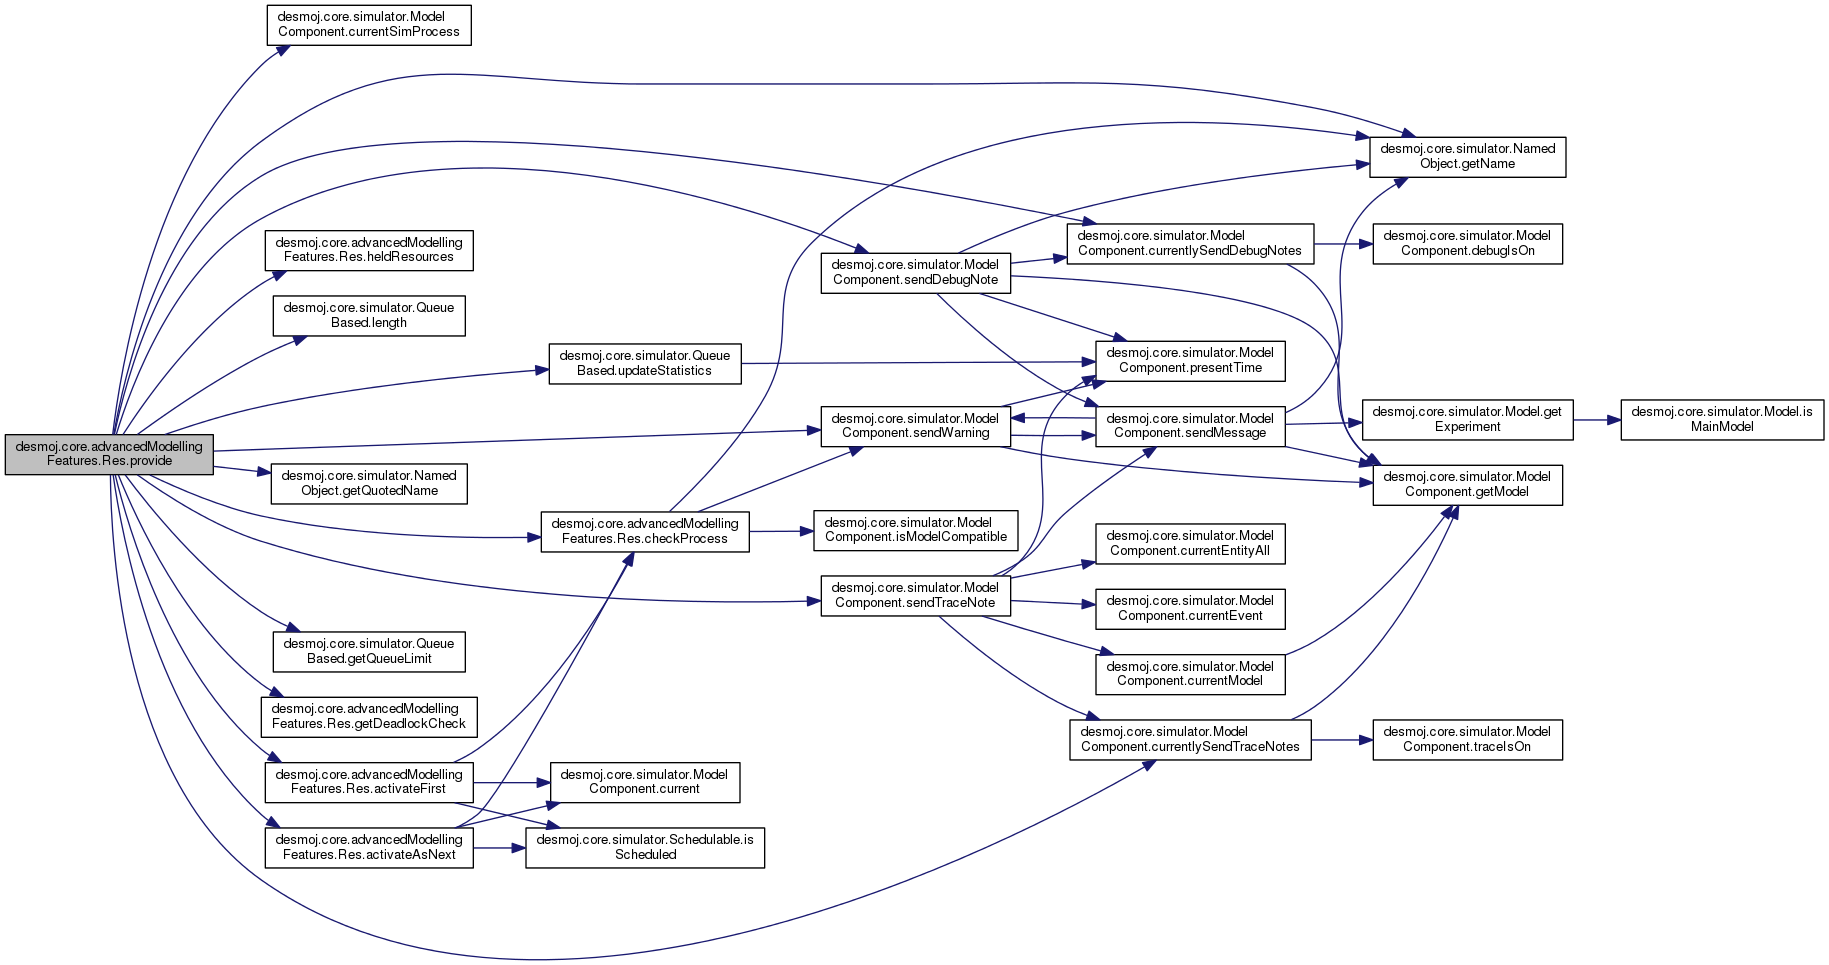 desmoj.core.simulator.Model
Component.currentSimProcess
desmoj.core.simulator.Named
Object.getName
desmoj.core.advancedModelling
Features.Res.heldResources
desmoj.core.simulator.Model
Component.sendDebugNote
desmoj.core.simulator.Model
Component.currentlySendDebugNotes
desmoj.core.simulator.Model
Component.debugIsOn
desmoj.core.simulator.Queue
Based.length
desmoj.core.simulator.Queue
Based.updateStatistics
desmoj.core.simulator.Model
Component.presentTime
desmoj.core.advancedModelling
Features.Res.provide
desmoj.core.simulator.Model
Component.sendWarning
desmoj.core.simulator.Model
Component.sendMessage
desmoj.core.simulator.Model.get
Experiment
desmoj.core.simulator.Model.is
MainModel
desmoj.core.simulator.Named
Object.getQuotedName
desmoj.core.simulator.Model
Component.getModel
desmoj.core.advancedModelling
Features.Res.checkProcess
desmoj.core.simulator.Model
Component.isModelCompatible
desmoj.core.simulator.Model
Component.currentEntityAll
desmoj.core.simulator.Model
Component.sendTraceNote
desmoj.core.simulator.Model
Component.currentEvent
desmoj.core.simulator.Queue
Based.getQueueLimit
desmoj.core.simulator.Model
Component.currentModel
desmoj.core.advancedModelling
Features.Res.getDeadlockCheck
desmoj.core.simulator.Model
Component.currentlySendTraceNotes
desmoj.core.simulator.Model
Component.traceIsOn
desmoj.core.advancedModelling
Features.Res.activateFirst
desmoj.core.simulator.Model
Component.current
desmoj.core.advancedModelling
Features.Res.activateAsNext
desmoj.core.simulator.Schedulable.is
Scheduled